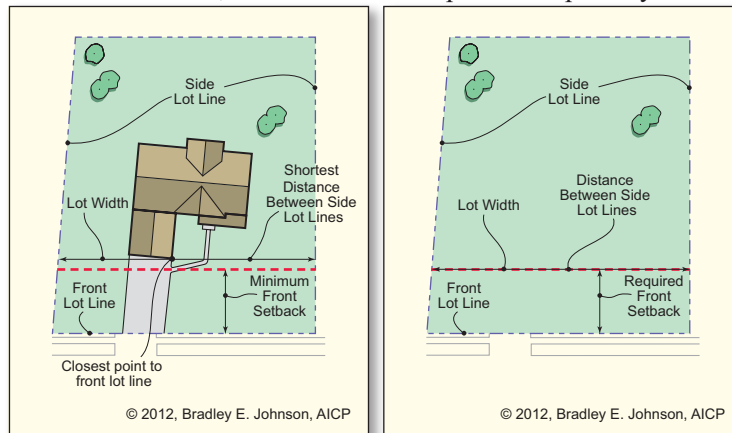 Side
Lot Line
Shortest
Distance
Between Side
Lot Lines
Lot Width
Front
Lot Line
Minimum
Front
Setback
Closest point to
front lot line
© 2012, Bradley E. Johnson, AICP
Side
Lot Line
Distance
Between Side
Lot Lines
Lot Width
Front
Lot Line
Required
Front
Setback
© 2012, Bradley E. Johnson, AICP